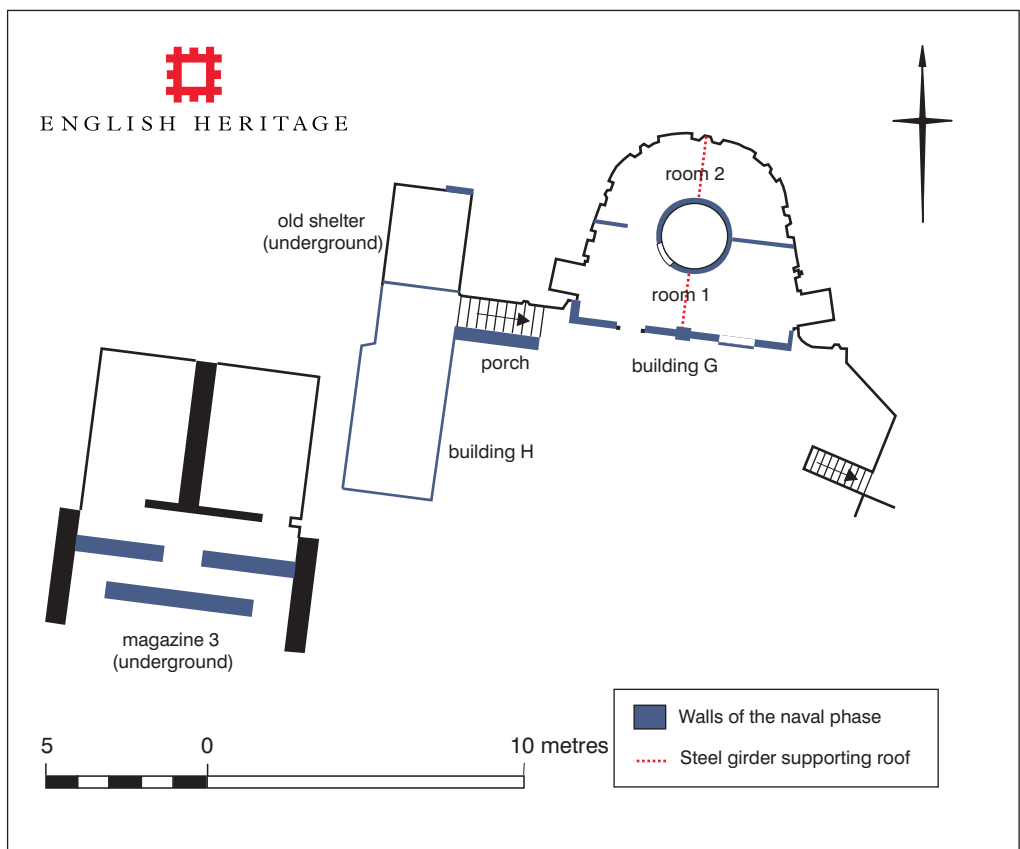 ENGLISH HERITAGE
room 2
old shelter
(underground)
room 1
porch
building G
building H
magazine 3
(underground)
Walls of the naval phase
Steel girder supporting roof
5 0 10 metres